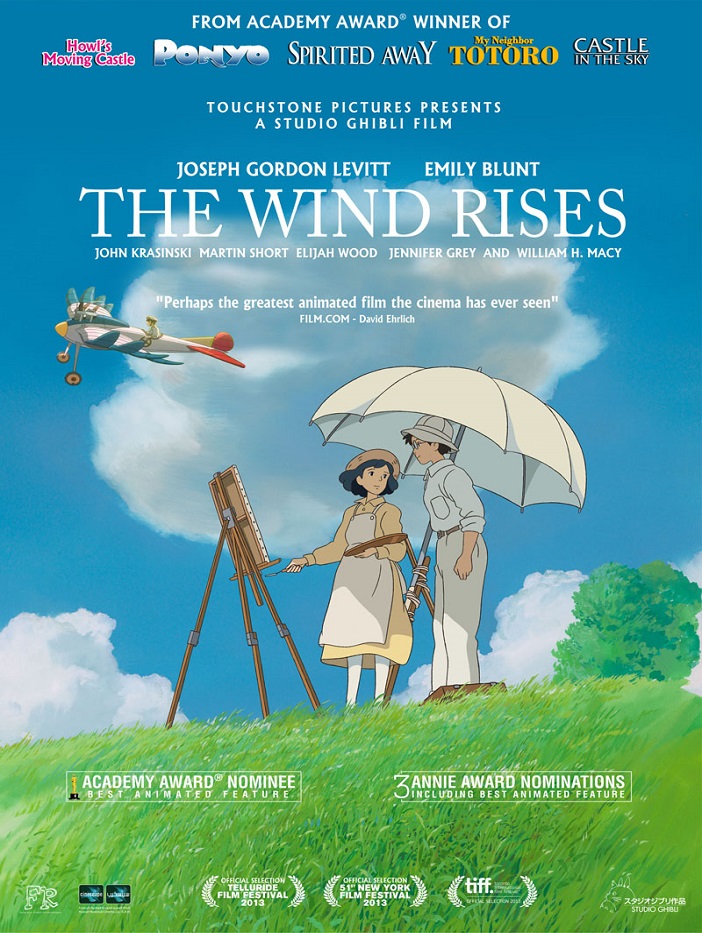 FROM ACADEMY AWARD® WINNER OF
Howl's Moving Castle PONYO SPIRITED AWAY My Neighbor TOTORO CASTLE IN THE SKY
TOUCHSTONE PICTURES PRESENTS
A STUDIO GHIBLI FILM
JOSEPH GORDON LEVITT EMILY BLUNT
THE WIND RISES
JOHN KRASINSKI MARTIN SHORT ELIJAH WOOD JENNIFER GREY AND WILLIAM H. MACY
"Perhaps the greatest animated film the cinema has ever seen"
FILM.COM - David Ehrlich
ACADEMY AWARD® NOMINEE
BEST ANIMATED FEATURE
3 ANNIE AWARD NOMINATIONS
INCLUDING BEST ANIMATED FEATURE
FR
OFFICIAL SELECTION
TELLURIDE
FILM FESTIVAL
2013
OFFICIAL SELECTION
51st NEW YORK
FILM FESTIVAL
2013
tiff.
OFFICIAL SELECTION 2013
スタジオジブリ作品
STUDIO GHIBLI